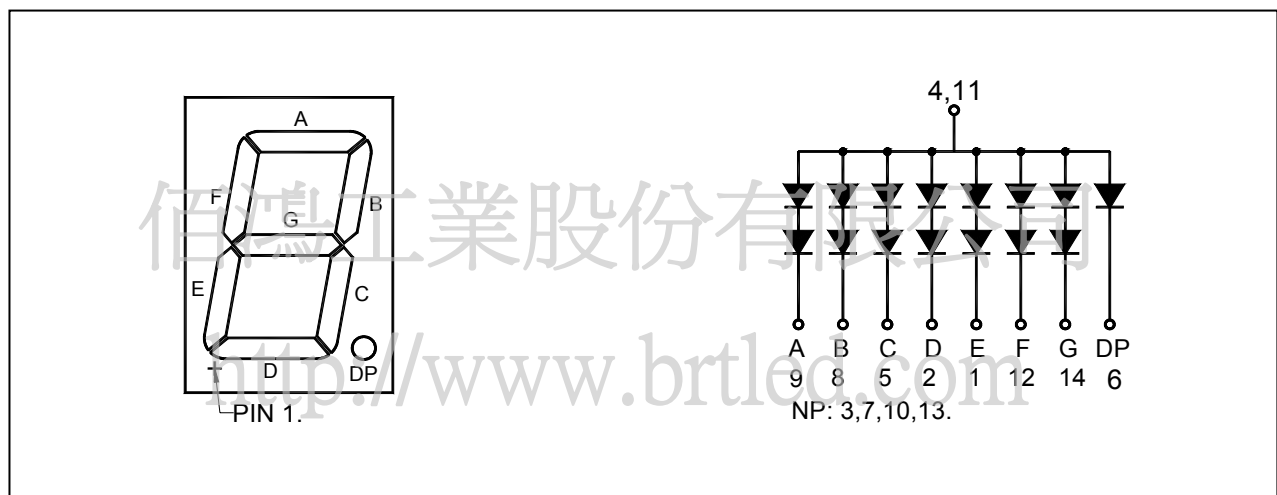 A
F
B
G
E
C
D
DP
PIN 1.
4,11
A B C D E F G DP
9 8 5 2 1 12 14 6
NP: 3,7,10,13.
佰鴻工業股份有限公司
http://www.brtled.com